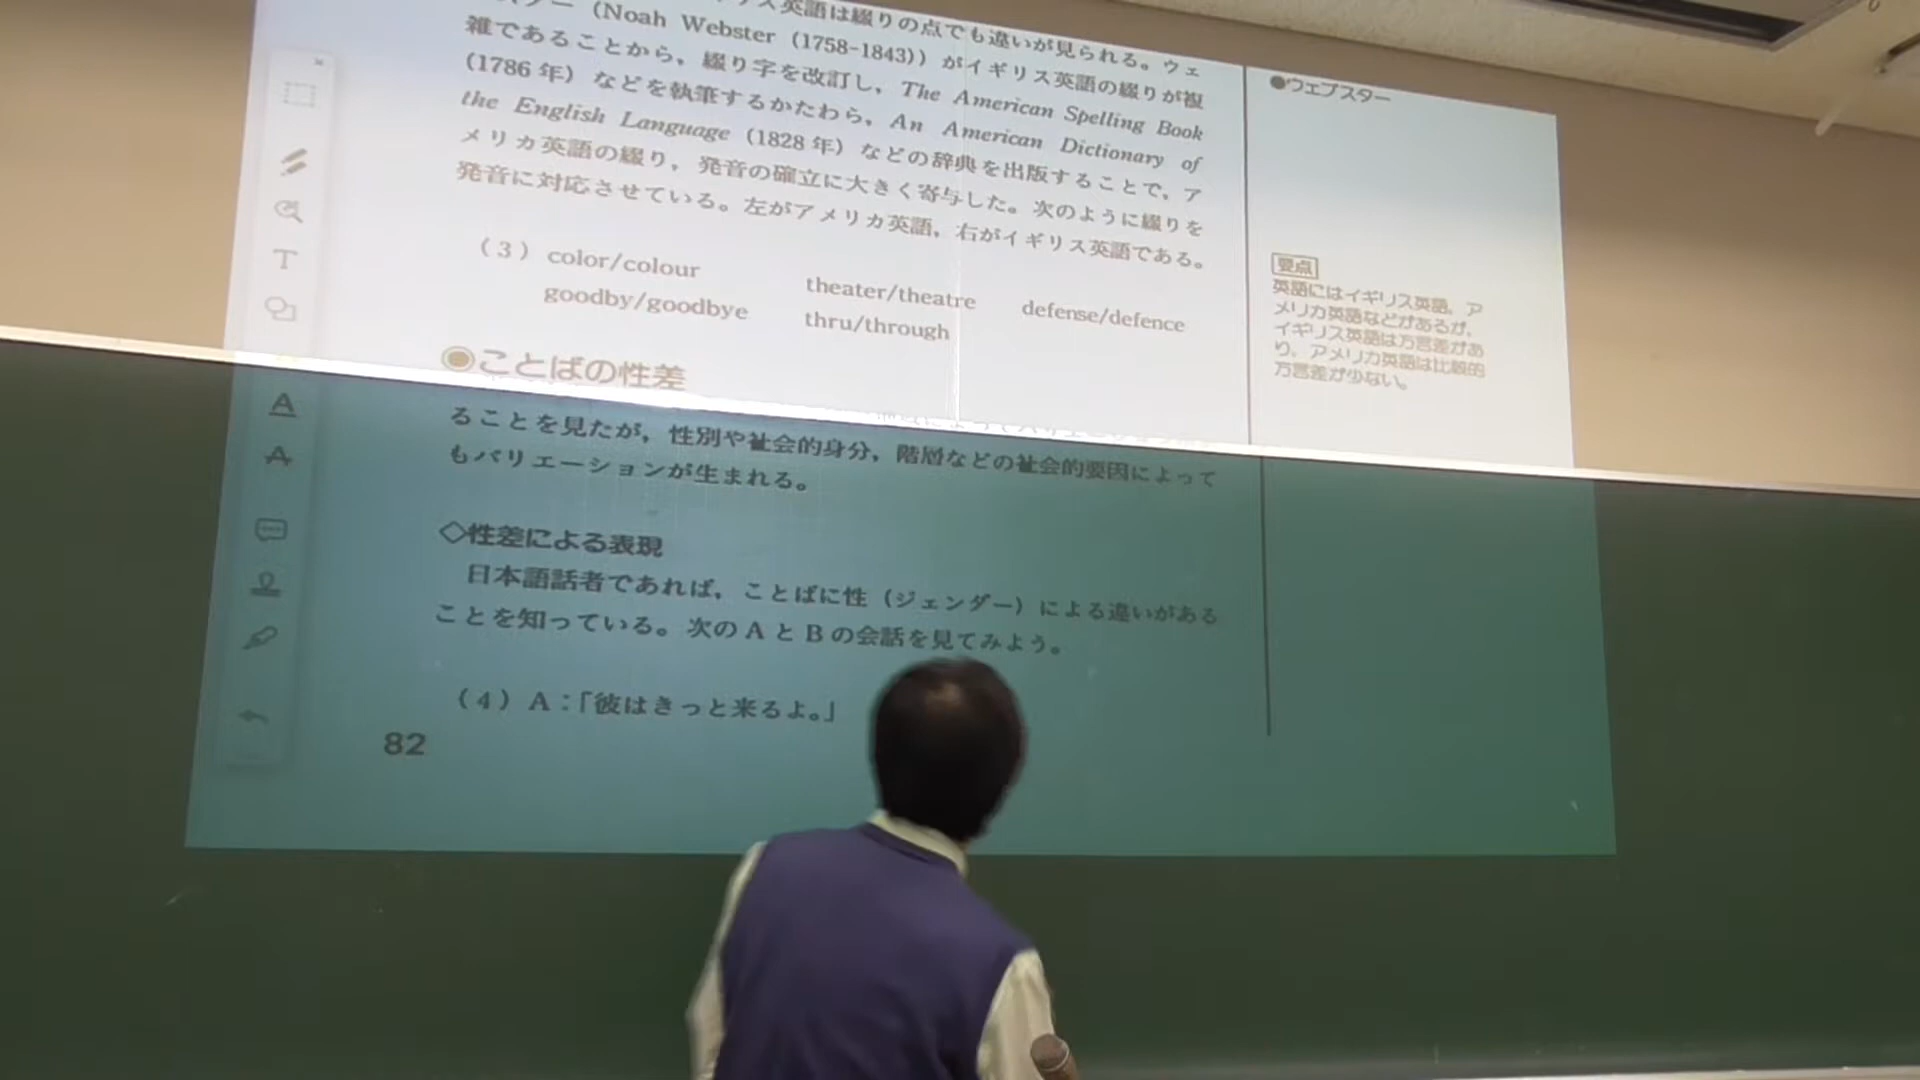 英語は綴りの点でも違いが見られる。ウェ
(Noah Webster (1758-1843)) がイギリス英語の綴りが複
雑であることから，綴り字を改訂し，The American Spelling Book
(1786 年) などを執筆するかたわら，An American Dictionary of
the English Language (1828 年) などの辞典を出版することで，ア
メリカ英語の綴り，発音の確立に大きく寄与した。次のように綴りを
発音に対応させている。左がアメリカ英語，右がイギリス英語である。
(3) color/colour theater/theatre defense/defence
goodby/goodbye thru/through
●ウェブスター
要点
英語にはイギリス英語，ア
メリカ英語などがあるが，
イギリス英語は方言差があ
り，アメリカ英語は比較的
方言差が少ない。
◉ことばの性差
ることを見たが，性別や社会的身分，階層などの社会的要因によって
もバリエーションが生まれる。
◇性差による表現
日本語話者であれば，ことばに性（ジェンダー）による違いがある
ことを知っている。次の A と B の会話を見てみよう。
(4) A：「彼はきっと来るよ。」
82